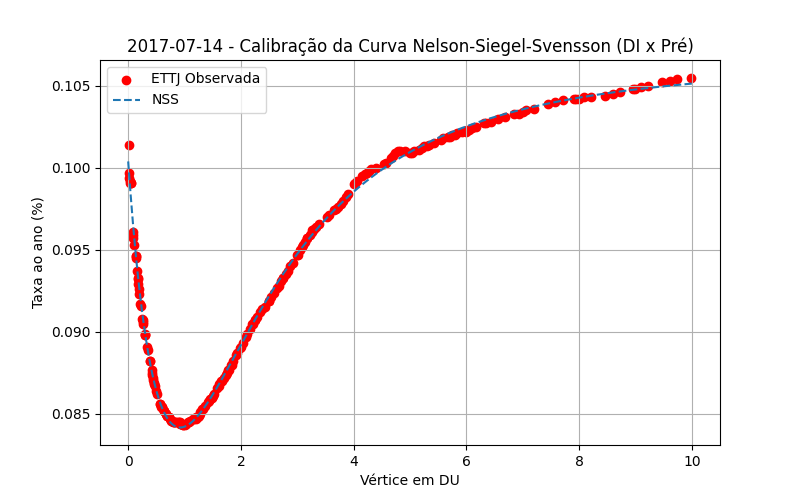 2017-07-14 - Calibração da Curva Nelson-Siegel-Svensson (DI x Pré)
ETTJ Observada
NSS
Taxa ao ano (%)
0.105
0.100
0.095
0.090
0.085
0 2 4 6 8 10
Vértice em DU